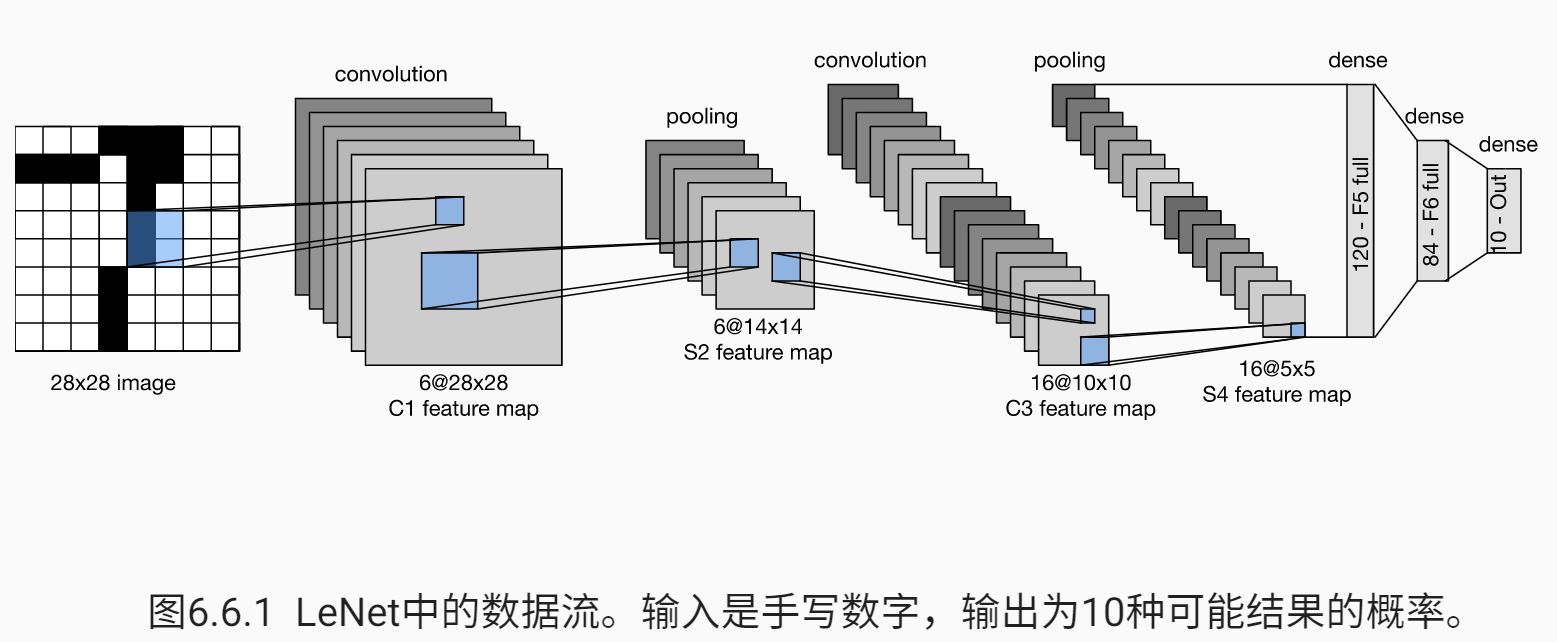 convolution
pooling
convolution
pooling
dense
dense
dense
28x28 image
6@28x28
C1 feature map
6@14x14
S2 feature map
16@10x10
C3 feature map
16@5x5
S4 feature map
120 - F5 full
84 - F6 full
10 - Out
图6.6.1 LeNet中的数据流。输入是手写数字，输出为10种可能结果的概率。